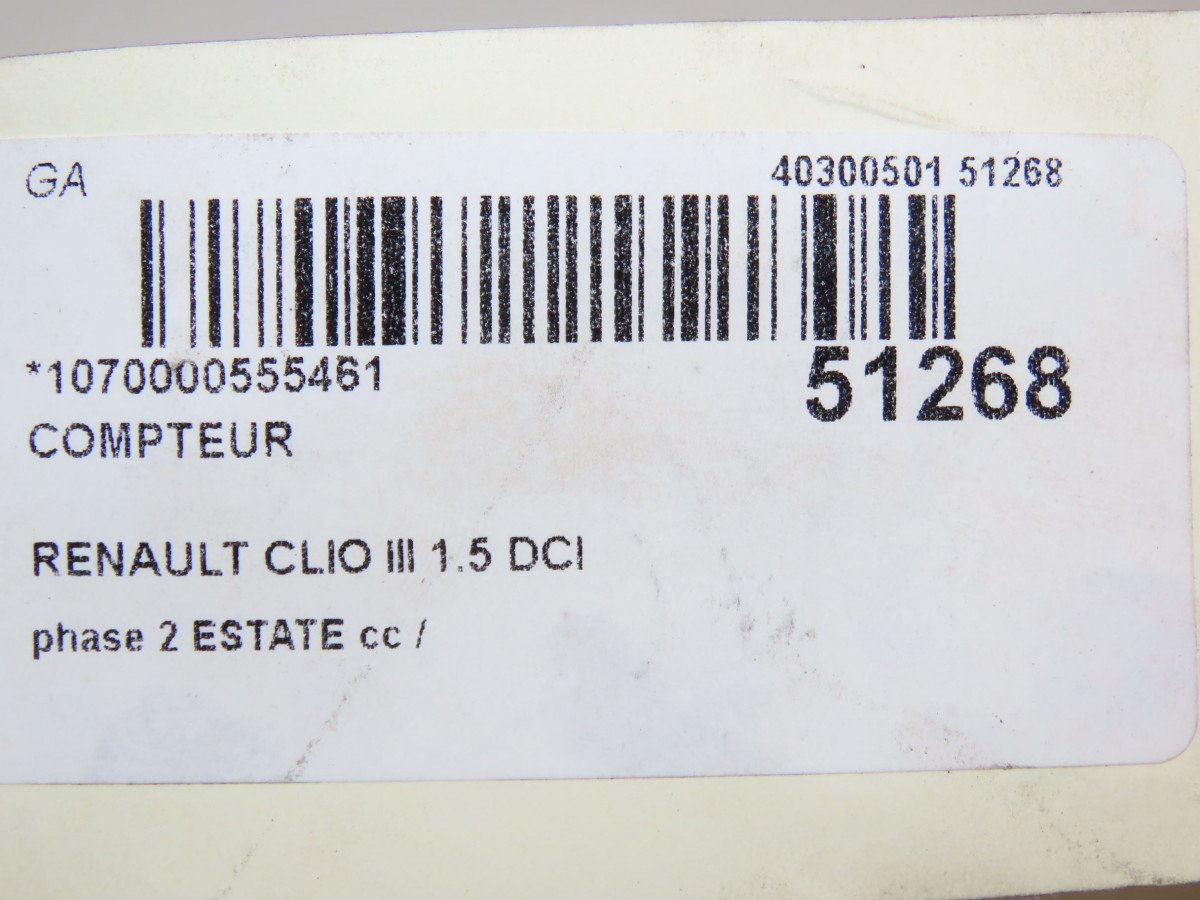 GA
40300501 51268
*1070000555461
51268
COMPTEUR
RENAULT CLIO III 1.5 DCI
phase 2 ESTATE cc /